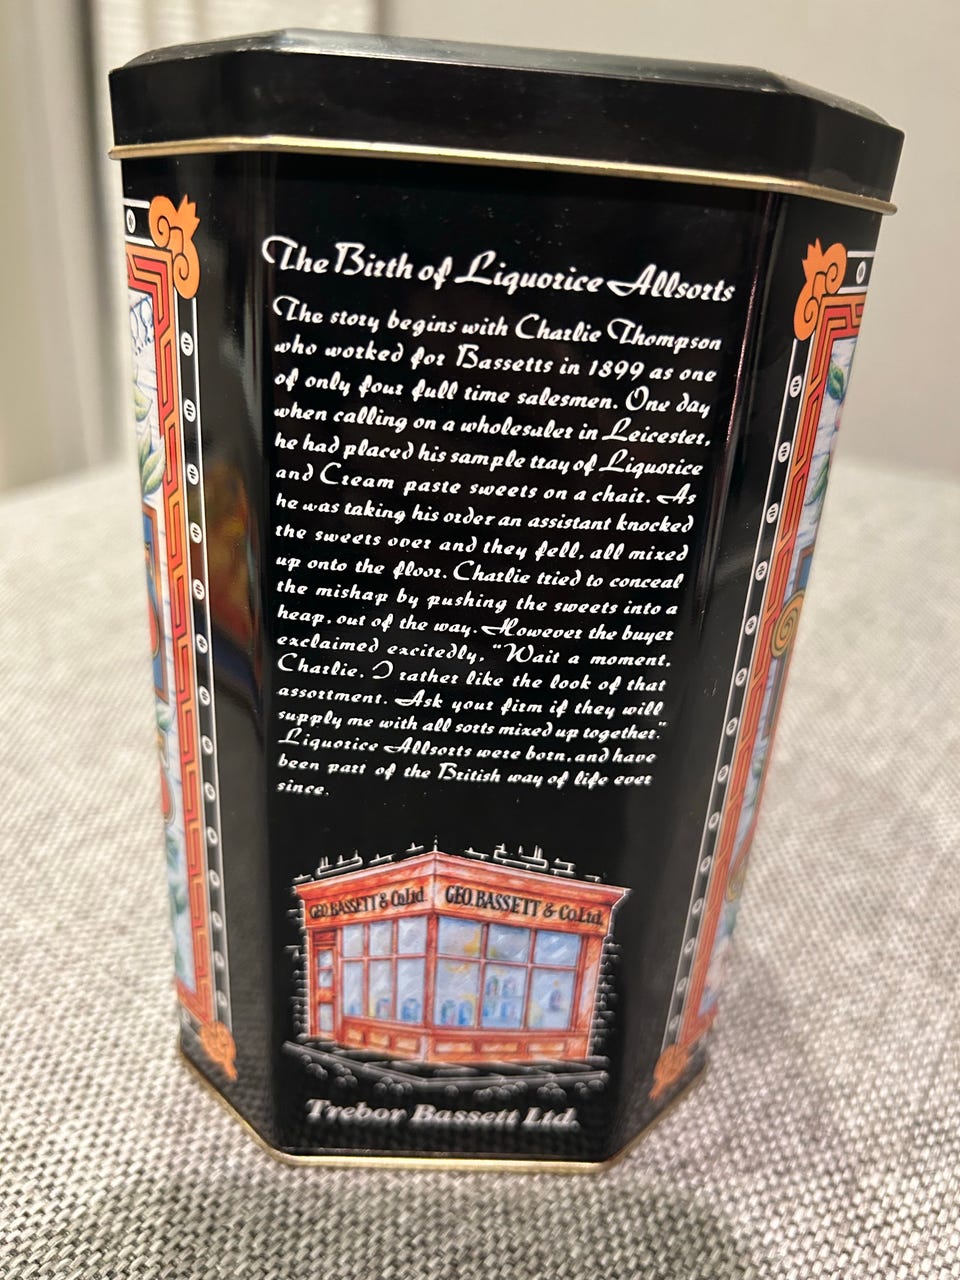 The Birth of Liquorice Allsorts
The story begins with Charlie Thompson
who worked for Bassetts in 1899 as one
of only four full time salesmen. One day
when calling on a wholesaler in Leicester,
he had placed his sample tray of Liquorice
and Cream paste sweets on a chair. As
he was taking his order an assistant knocked
the sweets over and they fell, all mixed
up onto the floor. Charlie tried to conceal
the mishap by pushing the sweets into a
heap, out of the way. However the buyer
exclaimed excitedly, "Wait a moment,
Charlie, I rather like the look of that
assortment. Ask your firm if they will
supply me with all sorts mixed up together."
Liquorice Allsorts were born, and have
been part of the British way of life ever
since.
GEO. BASSETT & Co. Ltd. GEO. BASSETT & Co. Ltd.
Trebor Bassett Ltd.